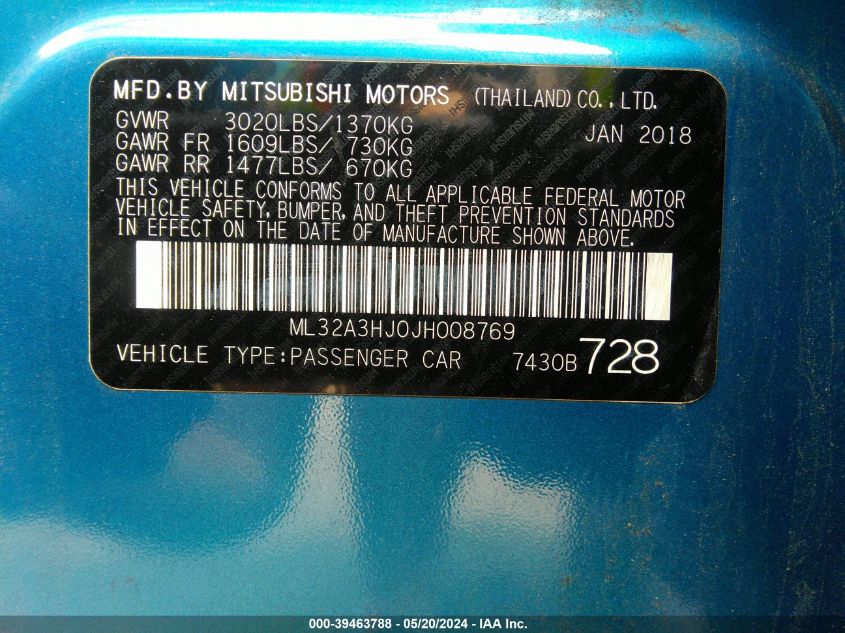 MFD.BY MITSUBISHI MOTORS (THAILAND)CO.,LTD.
GVWR 3020LBS/1370KG JAN 2018
GAWR FR 1609LBS/ 730KG
GAWR RR 1477LBS/ 670KG
THIS VEHICLE CONFORMS TO ALL APPLICABLE FEDERAL MOTOR
VEHICLE SAFETY,BUMPER,AND THEFT PREVENTION STANDARDS
IN EFFECT ON THE DATE OF MANUFACTURE SHOWN ABOVE.
ML32A3HJ0JH008769
VEHICLE TYPE:PASSENGER CAR 7430B 728
000-39463788 - 05/20/2024 - IAA Inc.